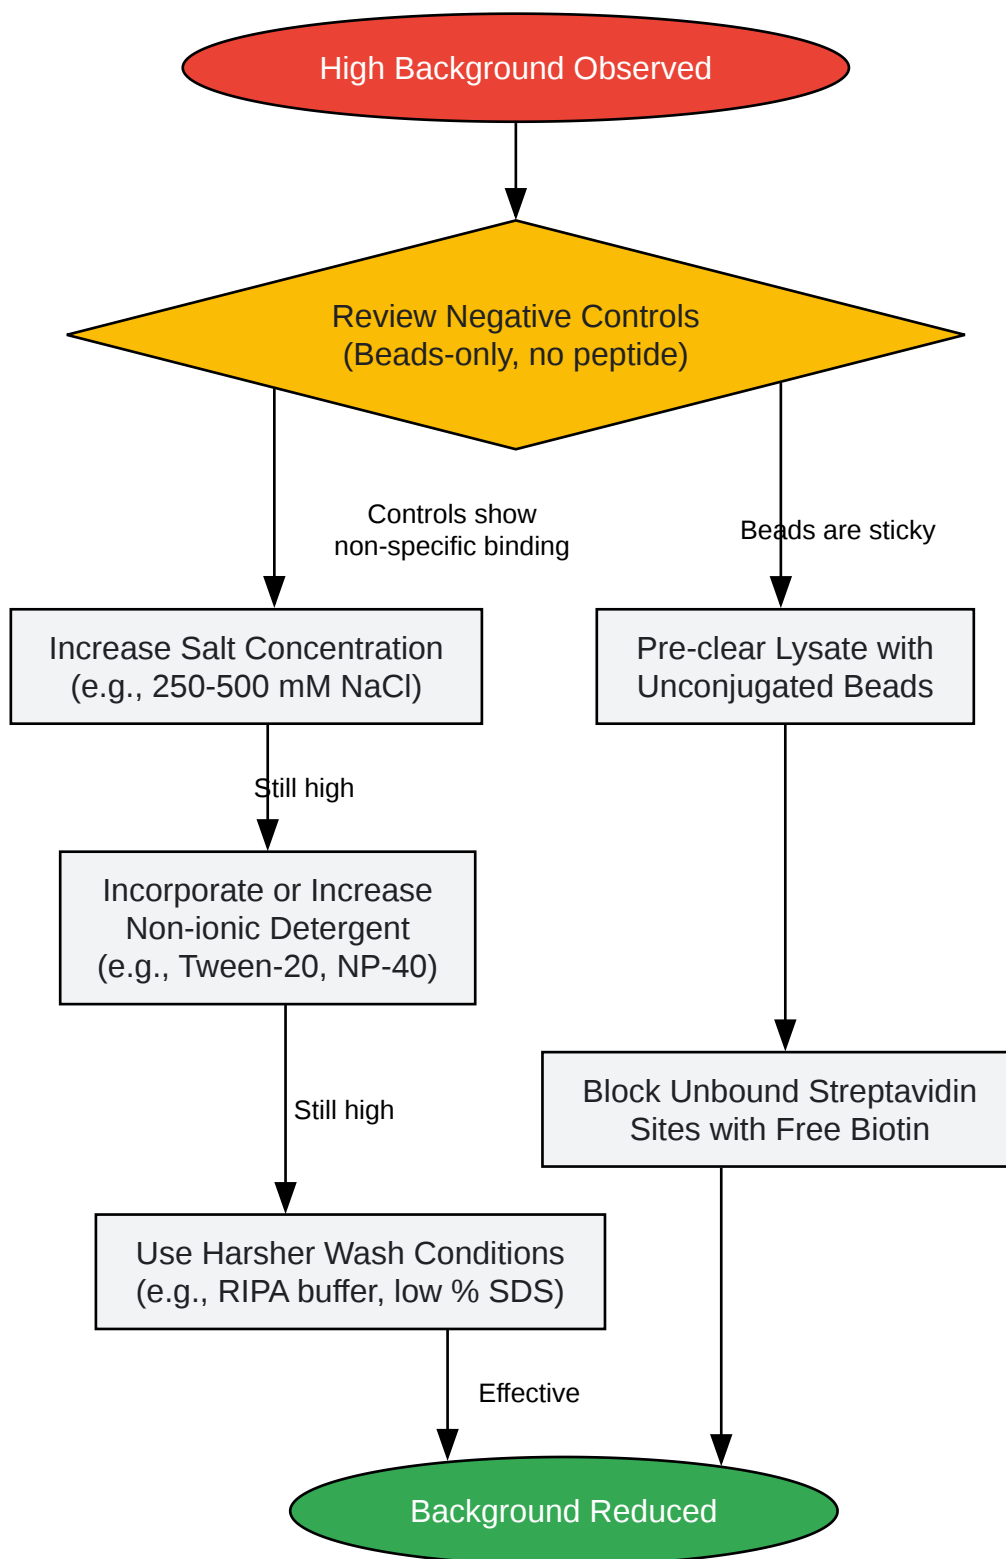 High Background Observed
Review Negative Controls
(Beads-only, no peptide)
Controls show
non-specific binding
Beads are sticky
Increase Salt Concentration
(e.g., 250-500 mM NaCl)
Pre-clear Lysate with
Unconjugated Beads
Still high
Incorporate or Increase
Non-ionic Detergent
(e.g., Tween-20, NP-40)
Block Unbound Streptavidin
Sites with Free Biotin
Still high
Use Harsher Wash Conditions
(e.g., RIPA buffer, low % SDS)
Effective
Background Reduced